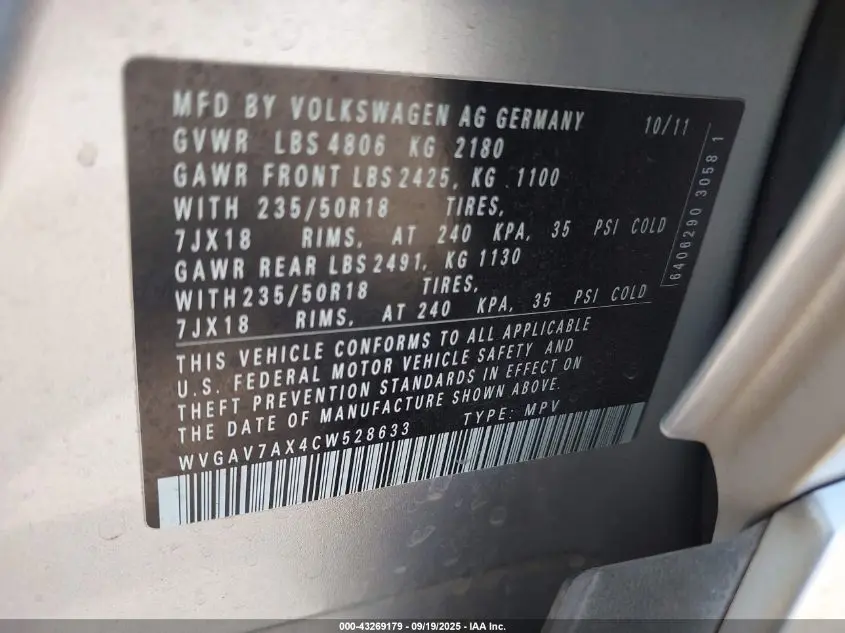 MFD BY VOLKSWAGEN AG GERMANY 10/11
GVWR LBS 4806 KG 2180
GAWR FRONT LBS 2425, KG 1100
WITH 235/50R18 TIRES,
7JX18 RIMS, AT 240 KPA, 35 PSI COLD
GAWR REAR LBS 2491, KG 1130
WITH 235/50R18 TIRES,
7JX18 RIMS, AT 240 KPA, 35 PSI COLD
THIS VEHICLE CONFORMS TO ALL APPLICABLE
U.S. FEDERAL MOTOR VEHICLE SAFETY AND
THEFT PREVENTION STANDARDS IN EFFECT ON
THE DATE OF MANUFACTURE SHOWN ABOVE.
WVGAV7AX4CW528633 TYPE: MPV
6406290 3058 1
000-43269179 - 09/19/2025 - IAA Inc.